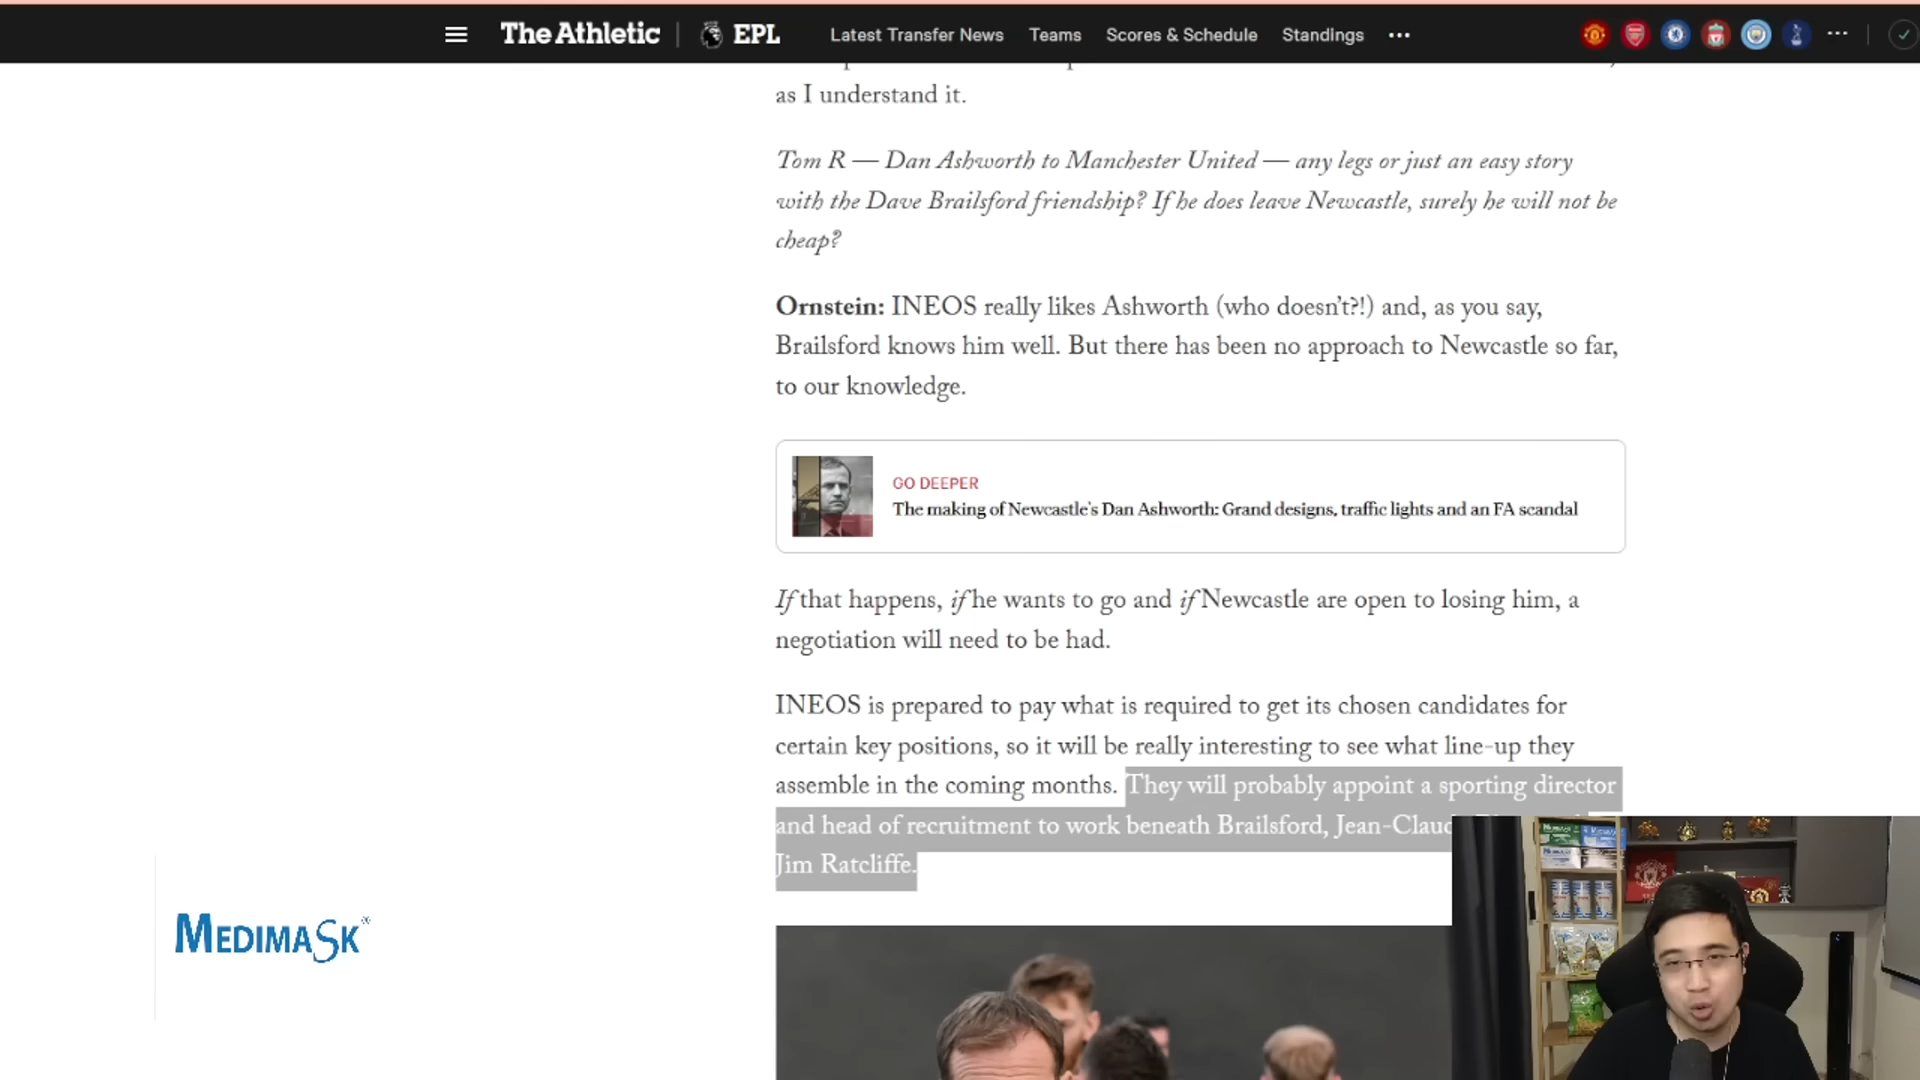 The Athletic
EPL
Latest Transfer News
Teams
Scores & Schedule
Standings
as I understand it.
Tom R — Dan Ashworth to Manchester United — any legs or just an easy story
with the Dave Brailsford friendship? If he does leave Newcastle, surely he will not be
cheap?
Ornstein: INEOS really likes Ashworth (who doesn't?!) and, as you say,
Brailsford knows him well. But there has been no approach to Newcastle so far,
to our knowledge.
GO DEEPER
The making of Newcastle's Dan Ashworth: Grand designs, traffic lights and an FA scandal
If that happens, if he wants to go and if Newcastle are open to losing him, a
negotiation will need to be had.
INEOS is prepared to pay what is required to get its chosen candidates for
certain key positions, so it will be really interesting to see what line-up they
assemble in the coming months. They will probably appoint a sporting director
and head of recruitment to work beneath Brailsford,
Jim Ratcliffe.
MEDIMASK®